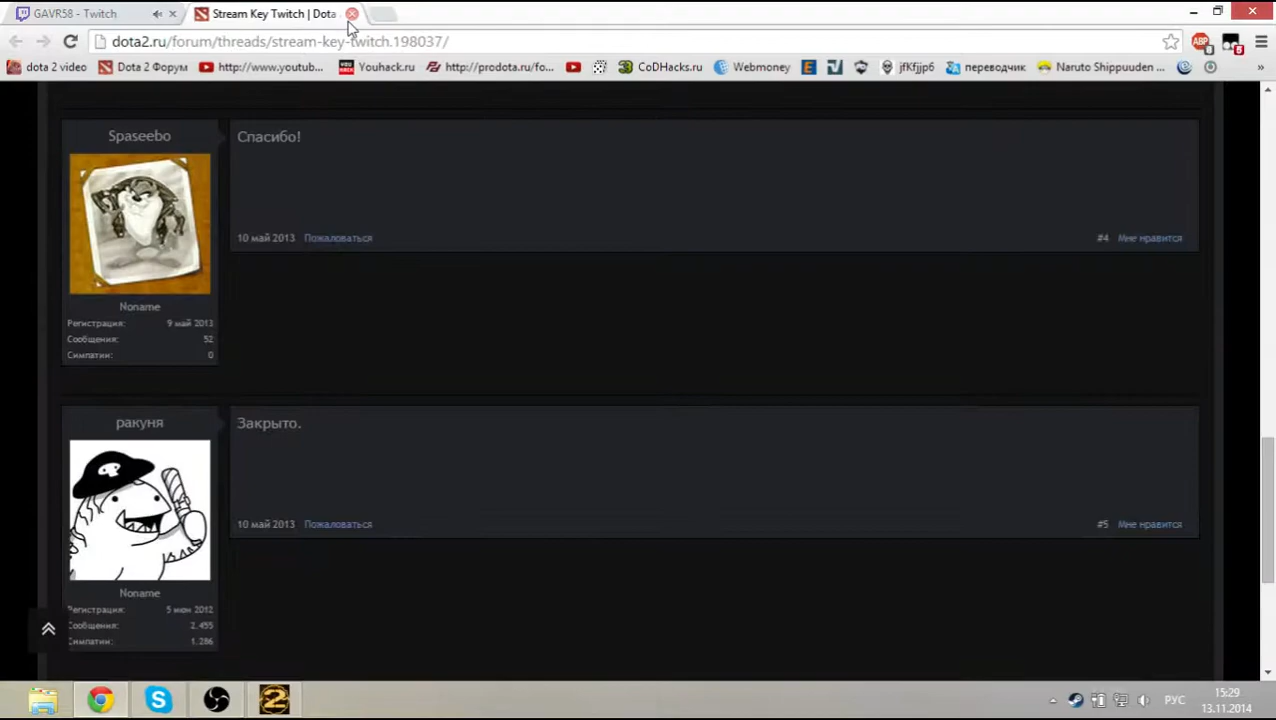 GAVR58 - Twitch
Stream Key Twitch | Dota
dota2.ru/forum/threads/stream-key-twitch.198037/
ABP
dota 2 video
Dota 2 Форум
http://www.youtub...
Youhack.ru
http://prodota.ru/fo...
CoDHacks.ru
Webmoney
jfKfjjp6
переводчик
Naruto Shippuuden ...
»
Spaseebo
Спасибо!
10 май 2013 Пожаловаться
#4 Мне нравится
Noname
Регистрация: 9 май 2013
Сообщения: 52
Симпатии: 0
ракуня
Закрыто.
10 май 2013 Пожаловаться
#5 Мне нравится
Noname
Регистрация: 5 июн 2012
Сообщения: 2.455
Симпатии: 1.286
РУС
15:29
13.11.2014